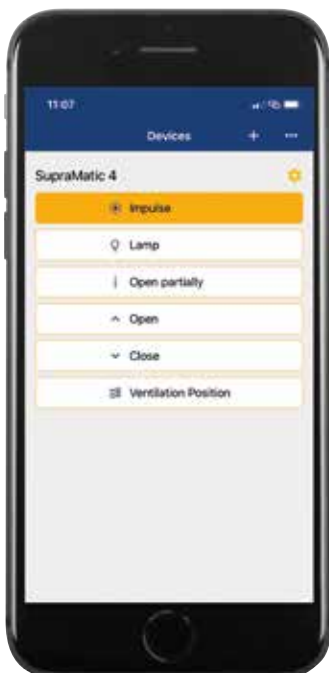 11:07
Devices + ...
SupraMatic 4
Impulse
Lamp
Open partially
Open
Close
Ventilation Position